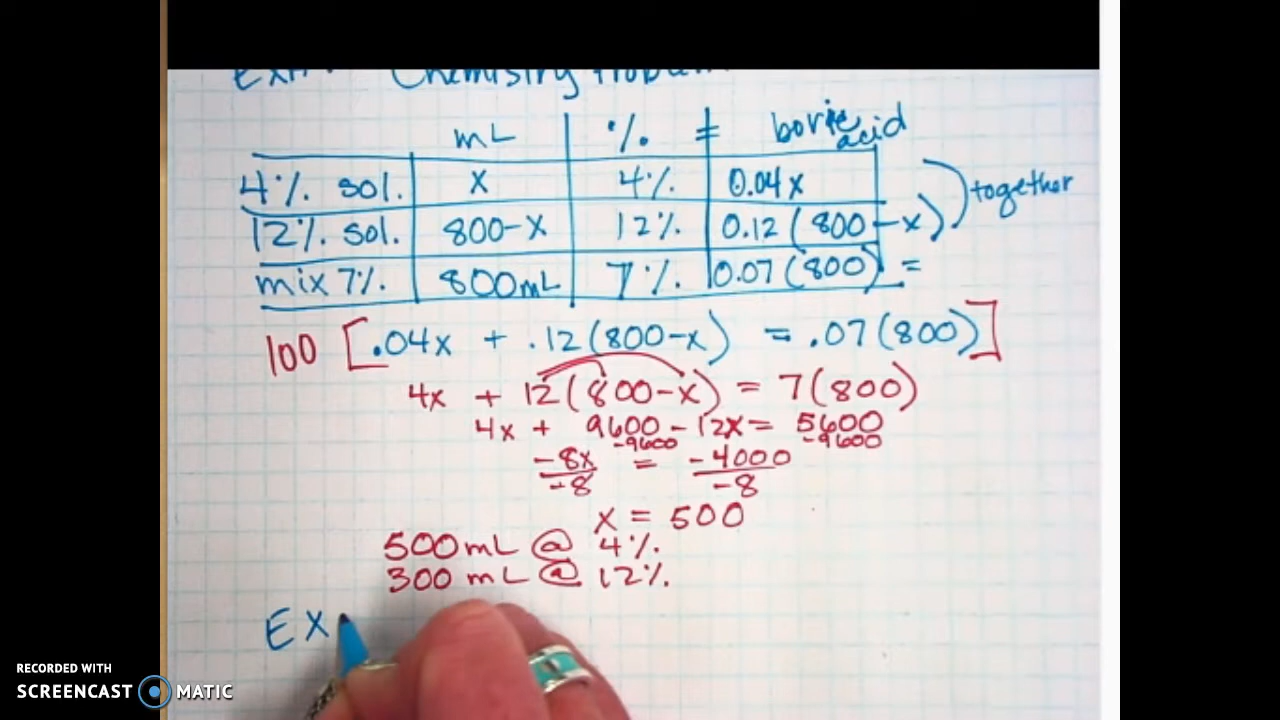 Chemistry Problem
mL % = boric acid
4% sol. x 4% 0.04x
12% sol. 800-x 12% 0.12(800-x) together
mix 7% 800mL 7% 0.07(800) =
100 [.04x + .12(800-x) = .07(800)]
4x + 12(800-x) = 7(800)
4x + 9600 - 12x = 5600
-9600 -9600
-8x = -4000
-8 -8
x = 500
500 mL @ 4%.
300 mL @ 12%.
EX
RECORDED WITH
SCREENCAST MATIC